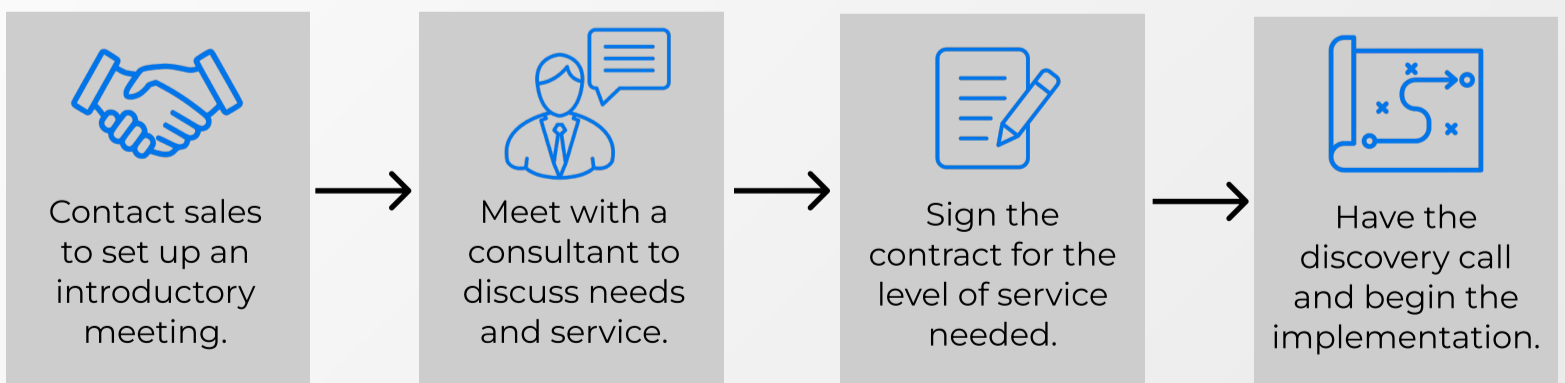 Contact sales
to set up an
introductory
meeting.
Meet with a
consultant to
discuss needs
and service.
Sign the
contract for the
level of service
needed.
Have the
discovery call
and begin the
implementation.